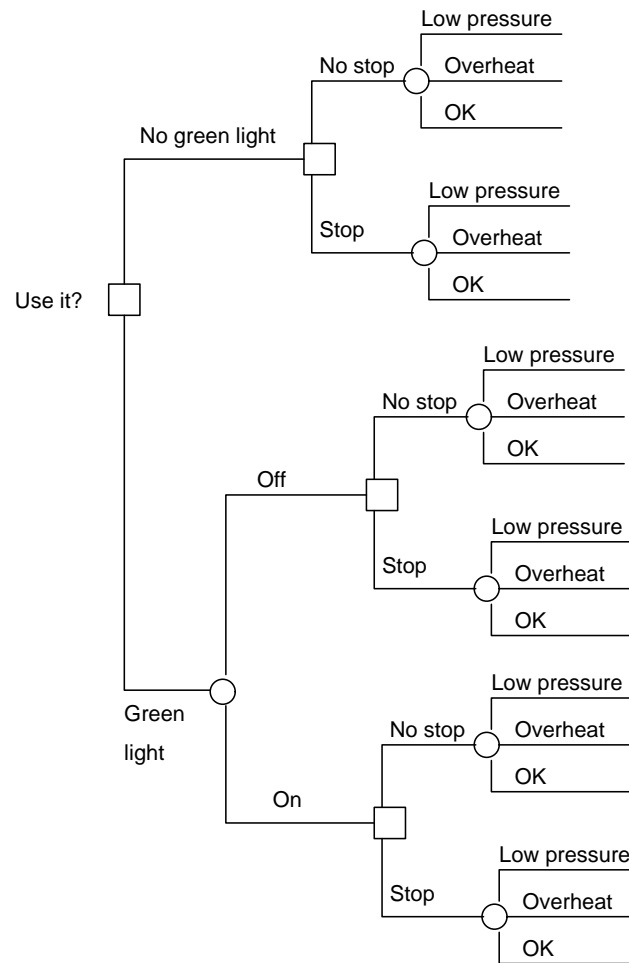 Low pressure
No stop
Overheat
OK
No green light
Low pressure
Stop
Overheat
OK
Use it?
Low pressure
No stop
Overheat
OK
Off
Low pressure
Stop
Overheat
OK
Low pressure
Green
No stop
Overheat
light
OK
On
Low pressure
Stop
Overheat
OK